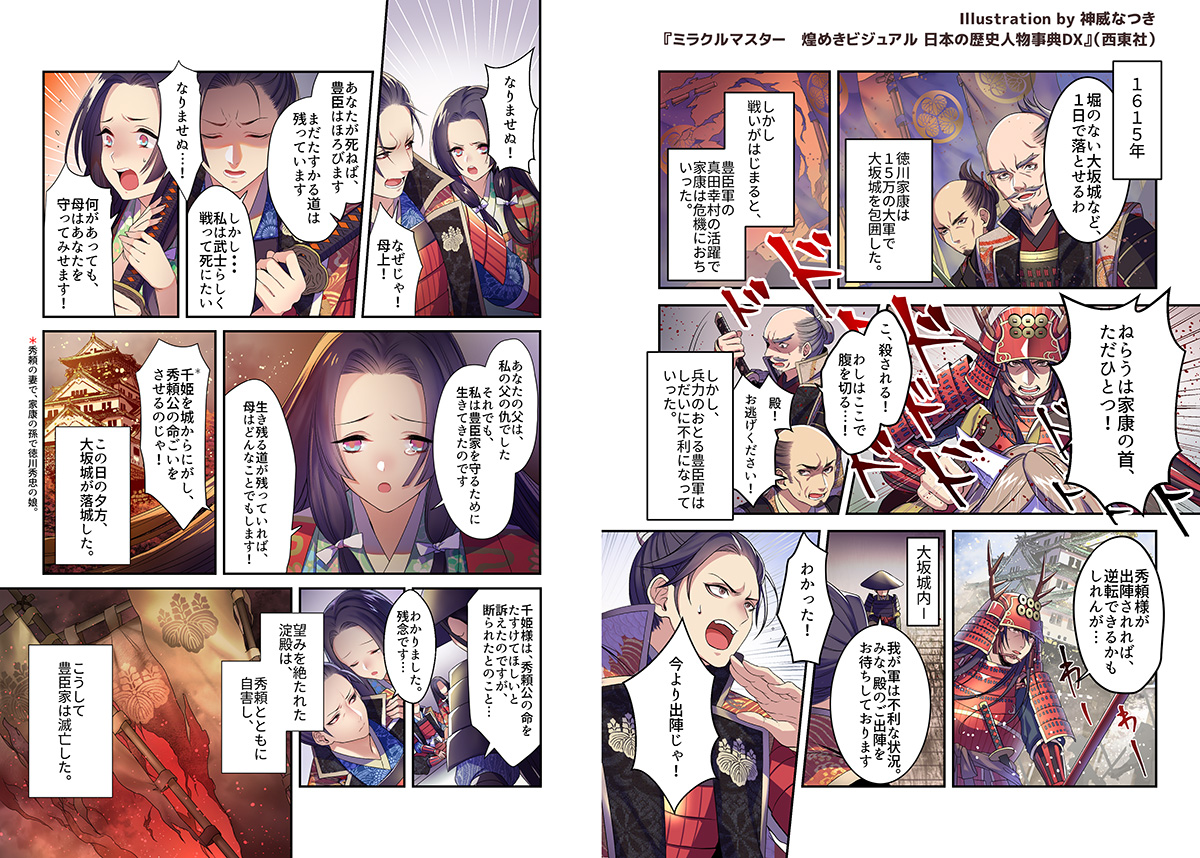 Illustration by 神威なつき
『ミラクルマスター 煌めきビジュアル 日本の歴史人物事典DX』(西東社)
1615年
堀のない大坂城など、
1日で落とせるわ
徳川家康は
15万の大軍で
大坂城を包囲した。
しかし
戦いがはじまると、
豊臣軍の
真田幸村の活躍で
家康は危機におち
いった。
ねらうは家康の首、
ただひとつ!
ドドドドド
ドドドド
こ、殺される!
わしはここで
腹を切る…!
殿!
お逃げください!
しかし、
兵力のおとる豊臣軍は
しだいに不利になって
いった。
秀頼様が
出陣されれば、
逆転できるかも
しれんが…
わー
わー
大坂城内―
我が軍は不利な状況。
みな、殿のご出陣を
お待ちしております
わかった!
今より出陣じゃ!
なりませぬ!
なぜじゃ!
母上!
あなたが死ねば、
豊臣はほろびます
まだたすかる道は
残っています
しかし…
私は武士らしく
戦って死にたい
なりませぬ…!
何があっても、
母はあなたを
守ってみせます!
あなたの父は、
私の父の仇でした
それでも、
私は豊臣家を守るために
生きてきたのです
生き残る道が残っていれば、
母はどんなことでもします!
*千姫を城からにがし、
秀頼公の命ごいを
させるのじゃ!
この日の夕方、
大坂城が落城した。
*秀頼の妻で、家康の孫で徳川秀忠の娘。
千姫様は、秀頼公の命を
たすけてほしい、と
訴えたのですが、
断られたとのこと…
わかりました。
残念です…
望みを絶たれた
淀殿は、
秀頼とともに
自害し、
こうして
豊臣家は滅亡した。